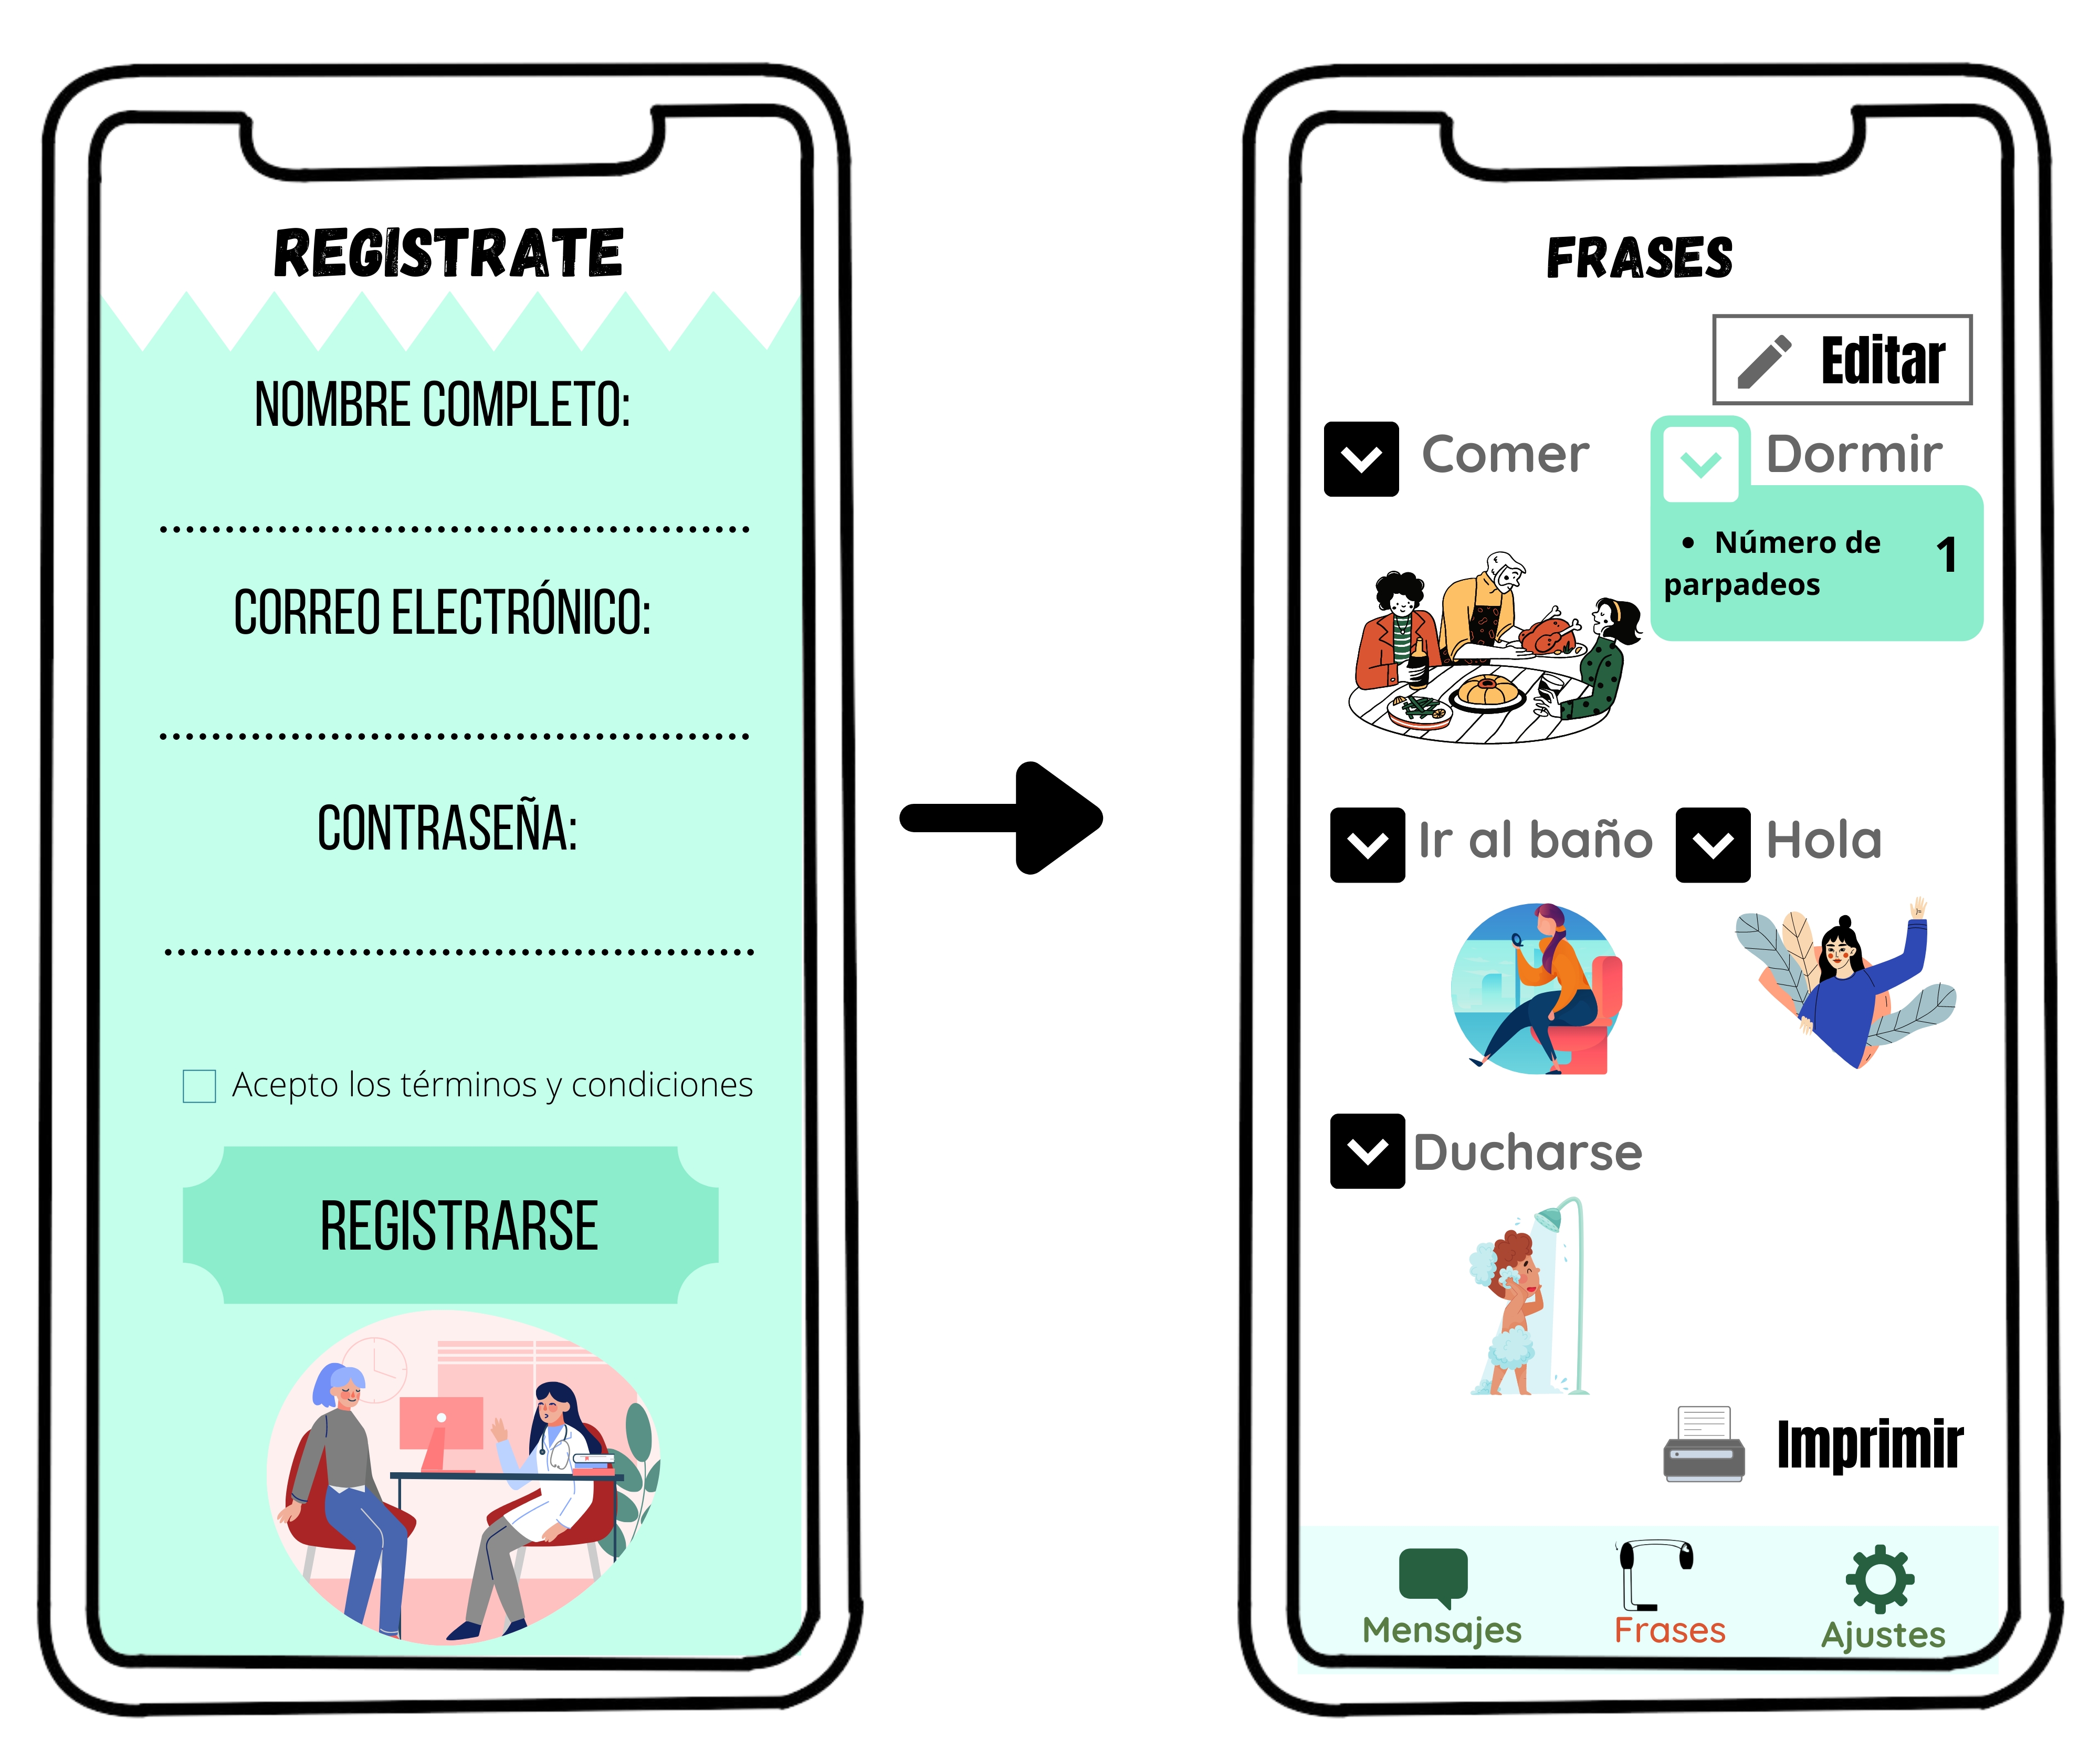 REGISTRATE
NOMBRE COMPLETO:
CORREO ELECTRÓNICO:
CONTRASEÑA:
Acepto los términos y condiciones
REGISTRARSE
FRASES
Editar
Comer
Dormir
• Número de parpadeos 1
Ir al baño
Hola
Ducharse
Imprimir
Mensajes
Frases
Ajustes